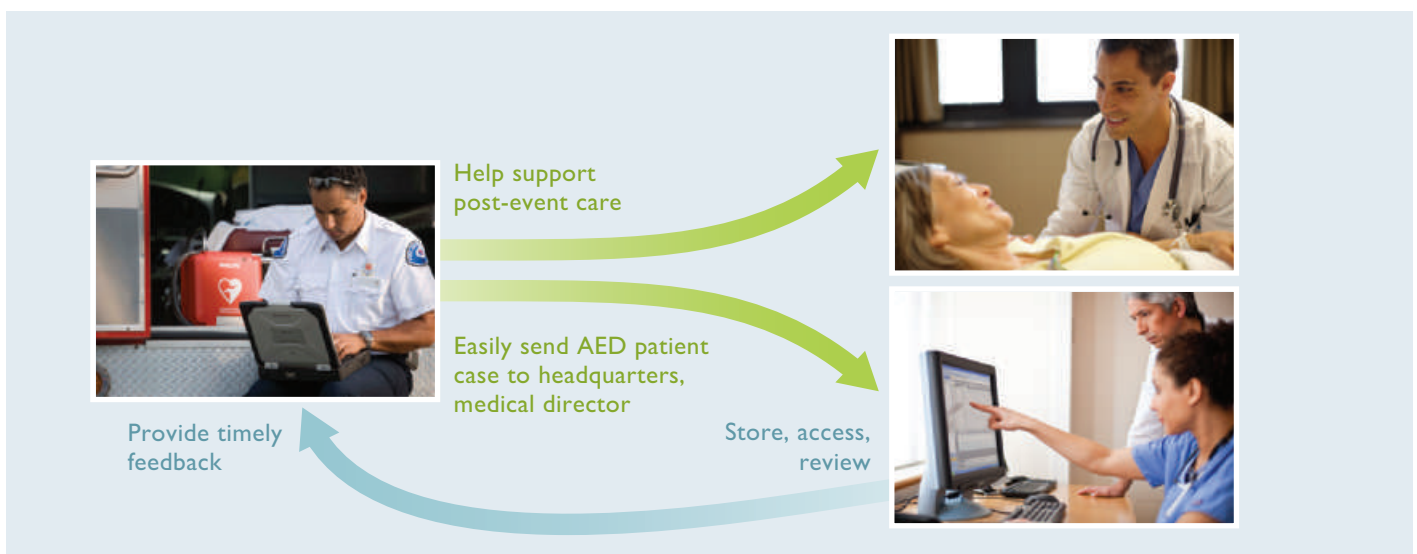 Help support
post-event care
Easily send AED patient
case to headquarters,
medical director
Provide timely
feedback
Store, access,
review